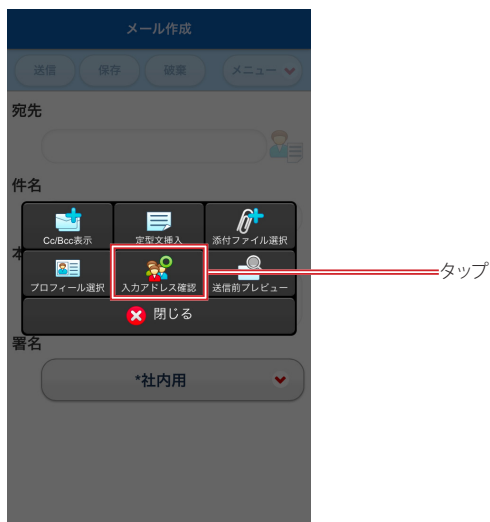 メール作成
送信 保存 破棄 メニュー
宛先
件名
Cc/Bcc表示 定型文挿入 添付ファイル選択
本
プロフィール選択 入力アドレス確認 送信前プレビュー
タップ
閉じる
署名
*社内用